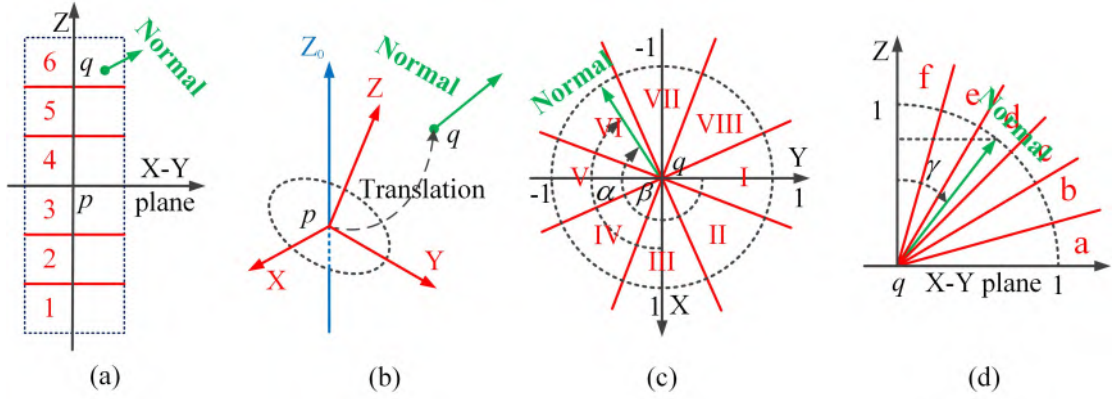 Z
6
q
Normal
5
4
X-Y
p
plane
3
2
1
(a)
Z₀
Normal
Z
q
Translation
p
X
Y
(b)
-1
Normal
VII
VI
VIII
q
Y
V
I
-1
α
β
1
IV
II
III
1
X
(c)
Z
f
e
d
Normal
1
c
γ
b
a
q
X-Y plane
1
(d)